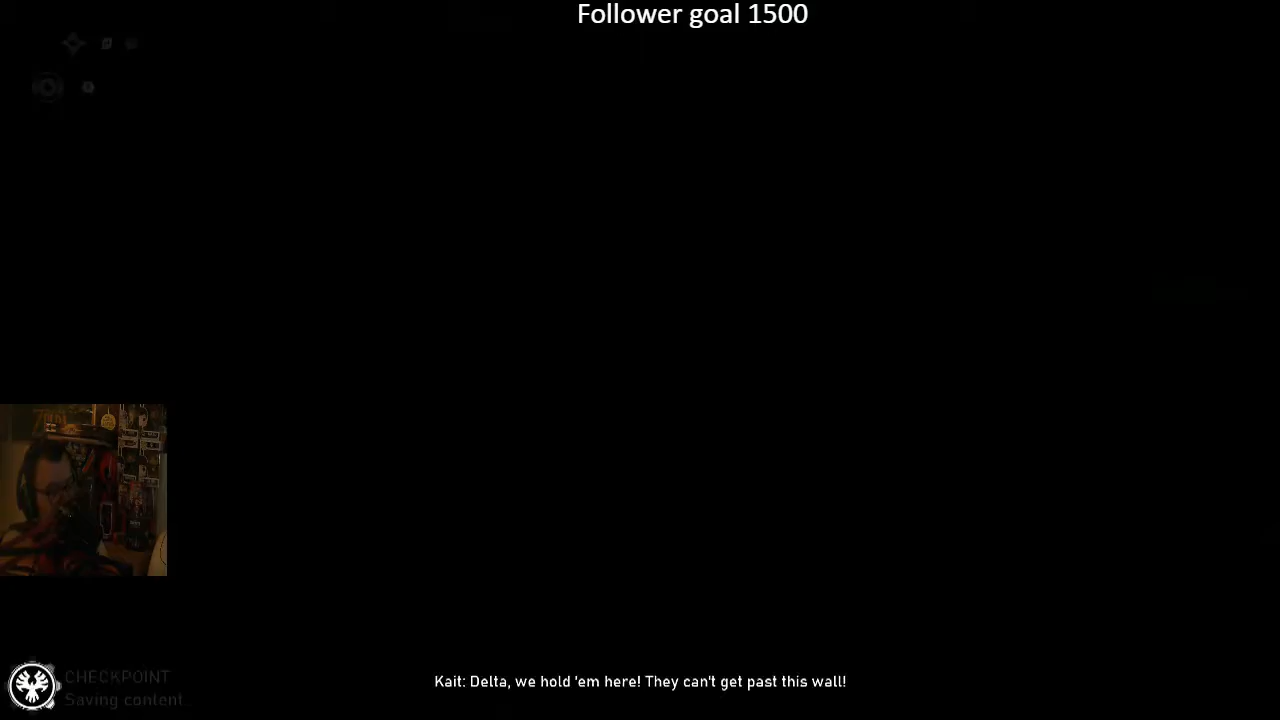 Follower goal 1500
CHECKPOINT
Saving content
Kait: Delta, we hold 'em here! They can't get past this wall!